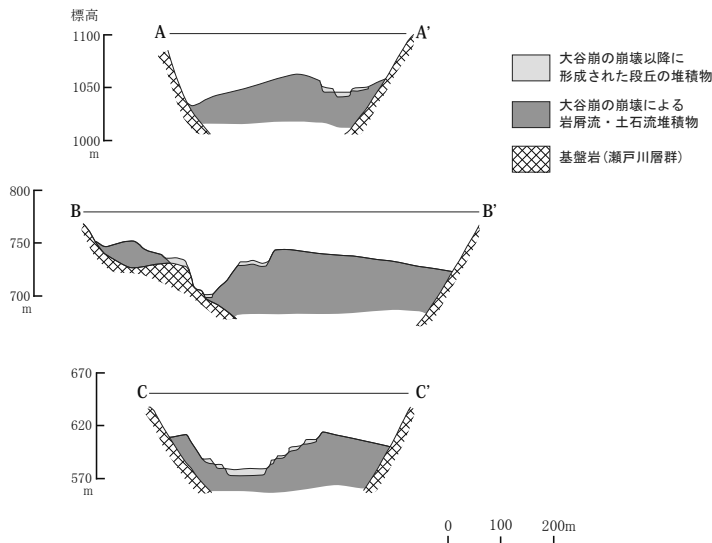 標高
1100
1050
1000
m
A
A’
大谷崩の崩壊以降に
形成された段丘の堆積物
大谷崩の崩壊による
岩屑流・土石流堆積物
基盤岩(瀬戸川層群)
800
750
700
m
B
B’
670
620
570
m
C
C’
0 100 200m